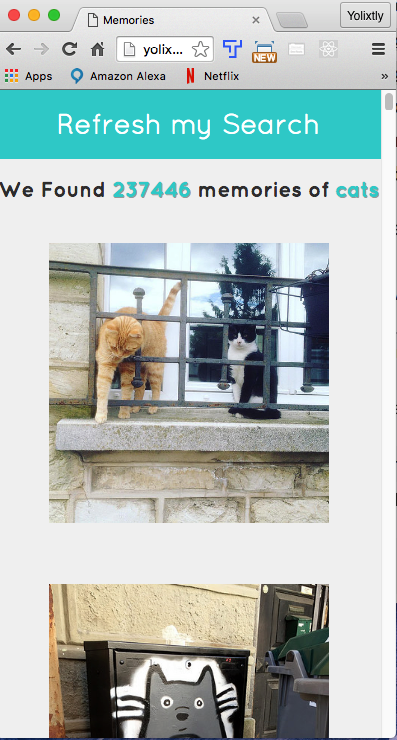 Memories
Yolixtly
yolix...
NEW
Apps
Amazon Alexa
Netflix
»
Refresh my Search
We Found 237446 memories of cats